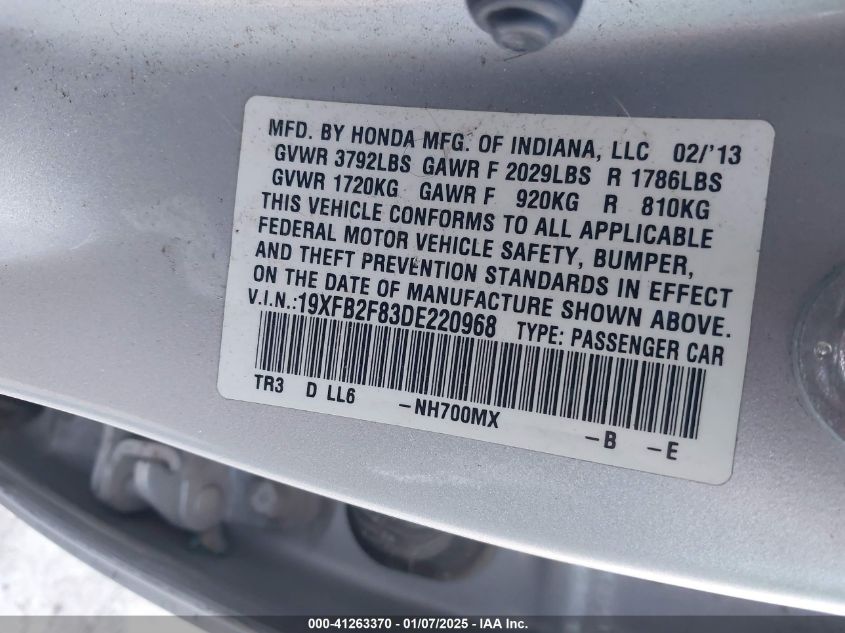 MFD. BY HONDA MFG. OF INDIANA, LLC 02/'13
GVWR 3792LBS GAWR F 2029LBS R 1786LBS
GVWR 1720KG GAWR F 920KG R 810KG
THIS VEHICLE CONFORMS TO ALL APPLICABLE
FEDERAL MOTOR VEHICLE SAFETY, BUMPER,
AND THEFT PREVENTION STANDARDS IN EFFECT
ON THE DATE OF MANUFACTURE SHOWN ABOVE.
V.I.N.:19XFB2F83DE220968 TYPE: PASSENGER CAR
TR3 D LL6 -NH700MX -B -E
000-41263370 - 01/07/2025 - IAA Inc.